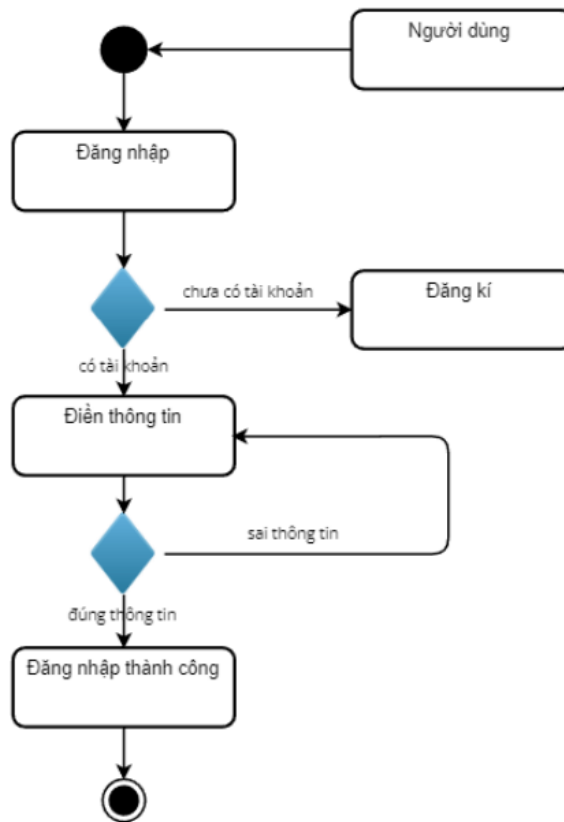 Người dùng
Đăng nhập
chưa có tài khoản
Đăng kí
có tài khoản
Điền thông tin
sai thông tin
đúng thông tin
Đăng nhập thành công